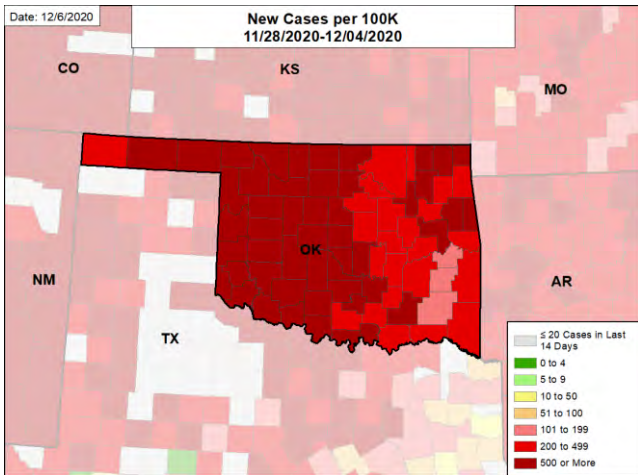 Date: 12/6/2020
New Cases per 100K
11/28/2020-12/04/2020
CO
KS
MO
OK
NM
AR
TX
≤ 20 Cases in Last
14 Days
0 to 4
5 to 9
10 to 50
51 to 100
101 to 199
200 to 499
500 or More